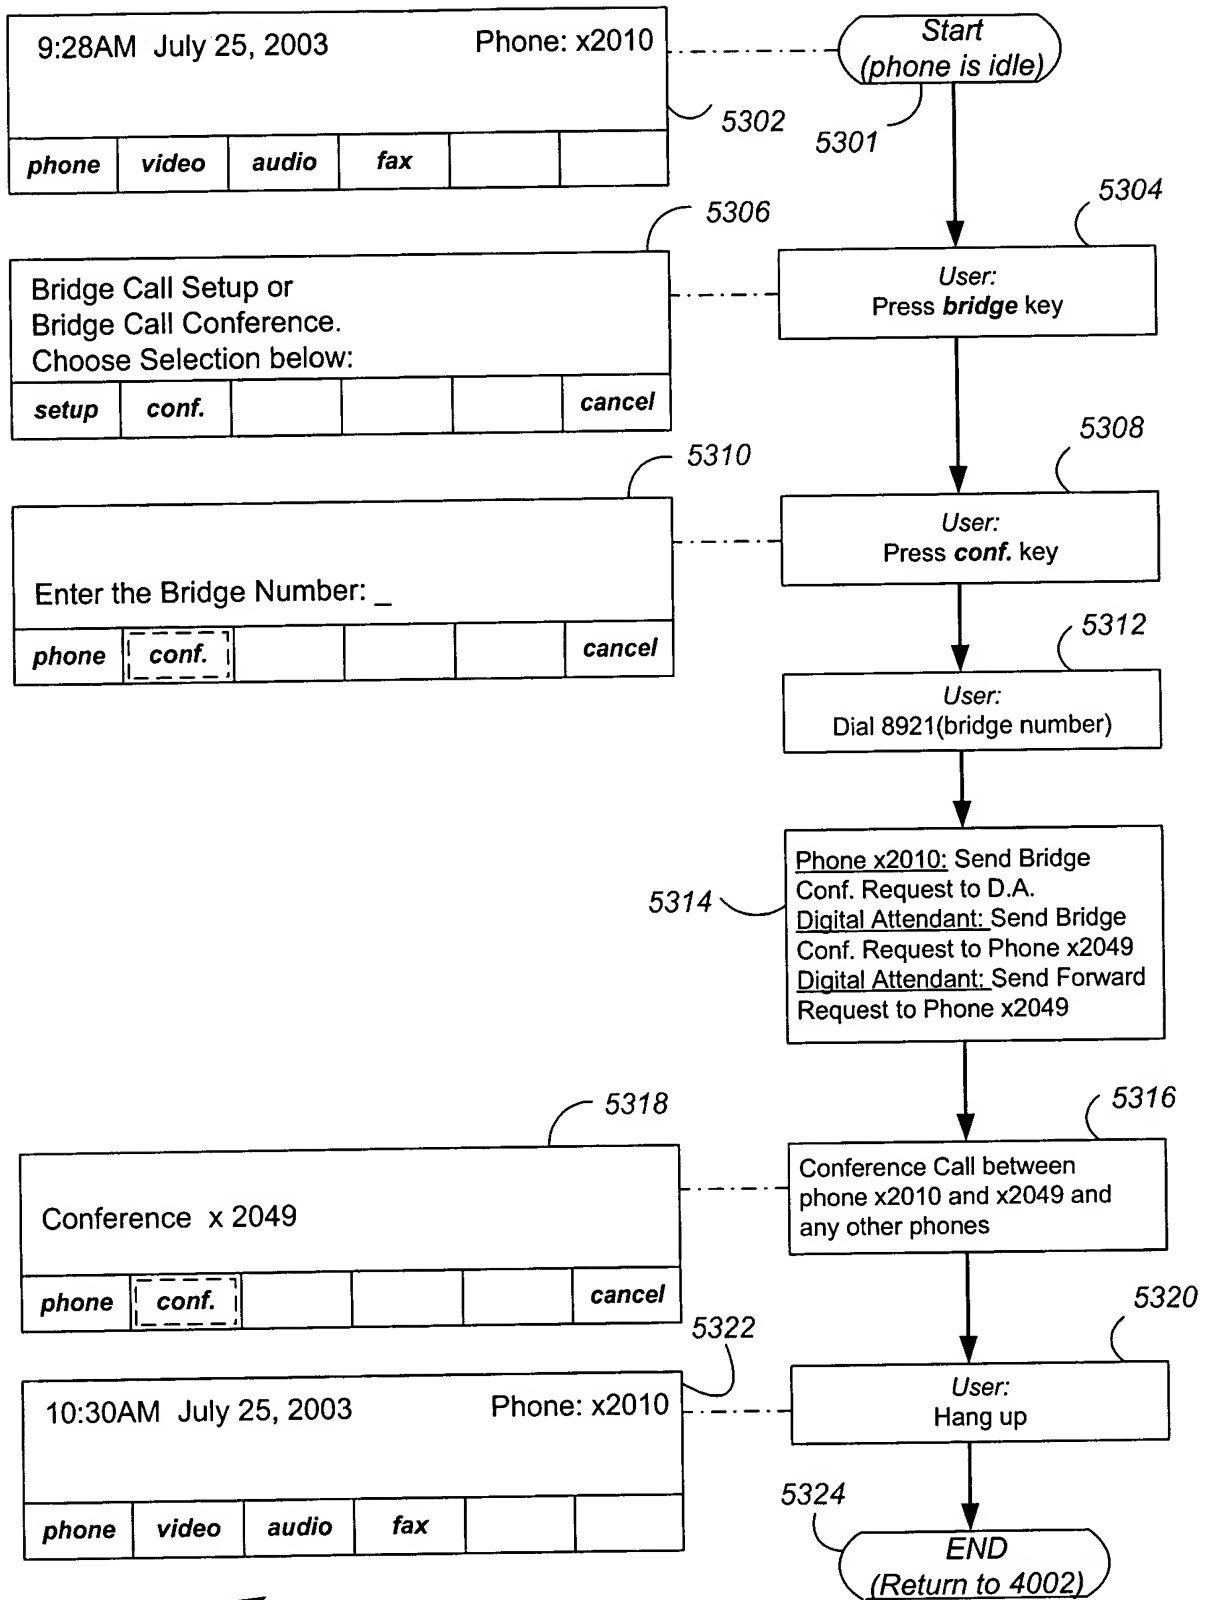 9:28AM July 25, 2003 Phone: x2010
phone video audio fax
5302
Start
(phone is idle)
5301
5304
User:
Press bridge key
5306
Bridge Call Setup or
Bridge Call Conference.
Choose Selection below:
setup conf. cancel
5308
User:
Press conf. key
5310
Enter the Bridge Number: _
phone conf. cancel
5312
User:
Dial 8921(bridge number)
5314
Phone x2010: Send Bridge
Conf. Request to D.A.
Digital Attendant: Send Bridge
Conf. Request to Phone x2049
Digital Attendant: Send Forward
Request to Phone x2049
5316
Conference Call between
phone x2010 and x2049 and
any other phones
5318
Conference x 2049
phone conf. cancel
5320
User:
Hang up
5322
10:30AM July 25, 2003 Phone: x2010
phone video audio fax
5324
END
(Return to 4002)